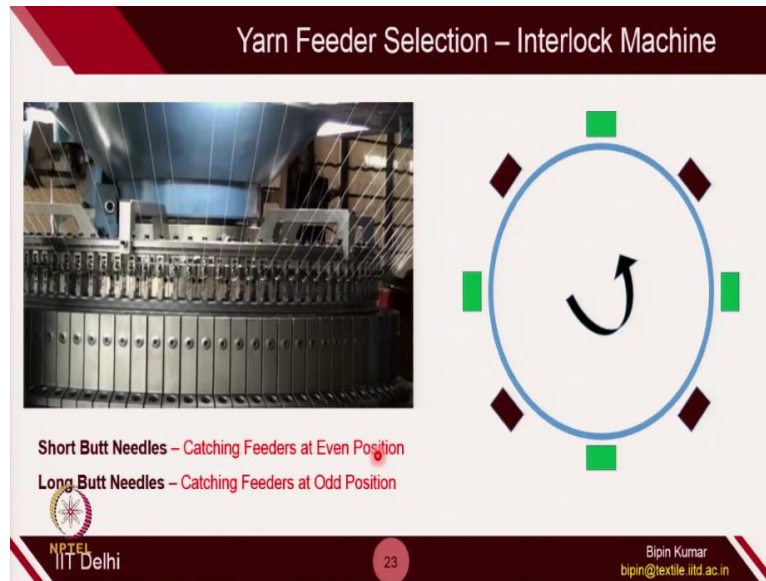 Yarn Feeder Selection – Interlock Machine
Short Butt Needles – Catching Feeders at Even Position
Long Butt Needles – Catching Feeders at Odd Position
NPTEL
IIT Delhi
23
Bipin Kumar
bipin@textile.iitd.ac.in